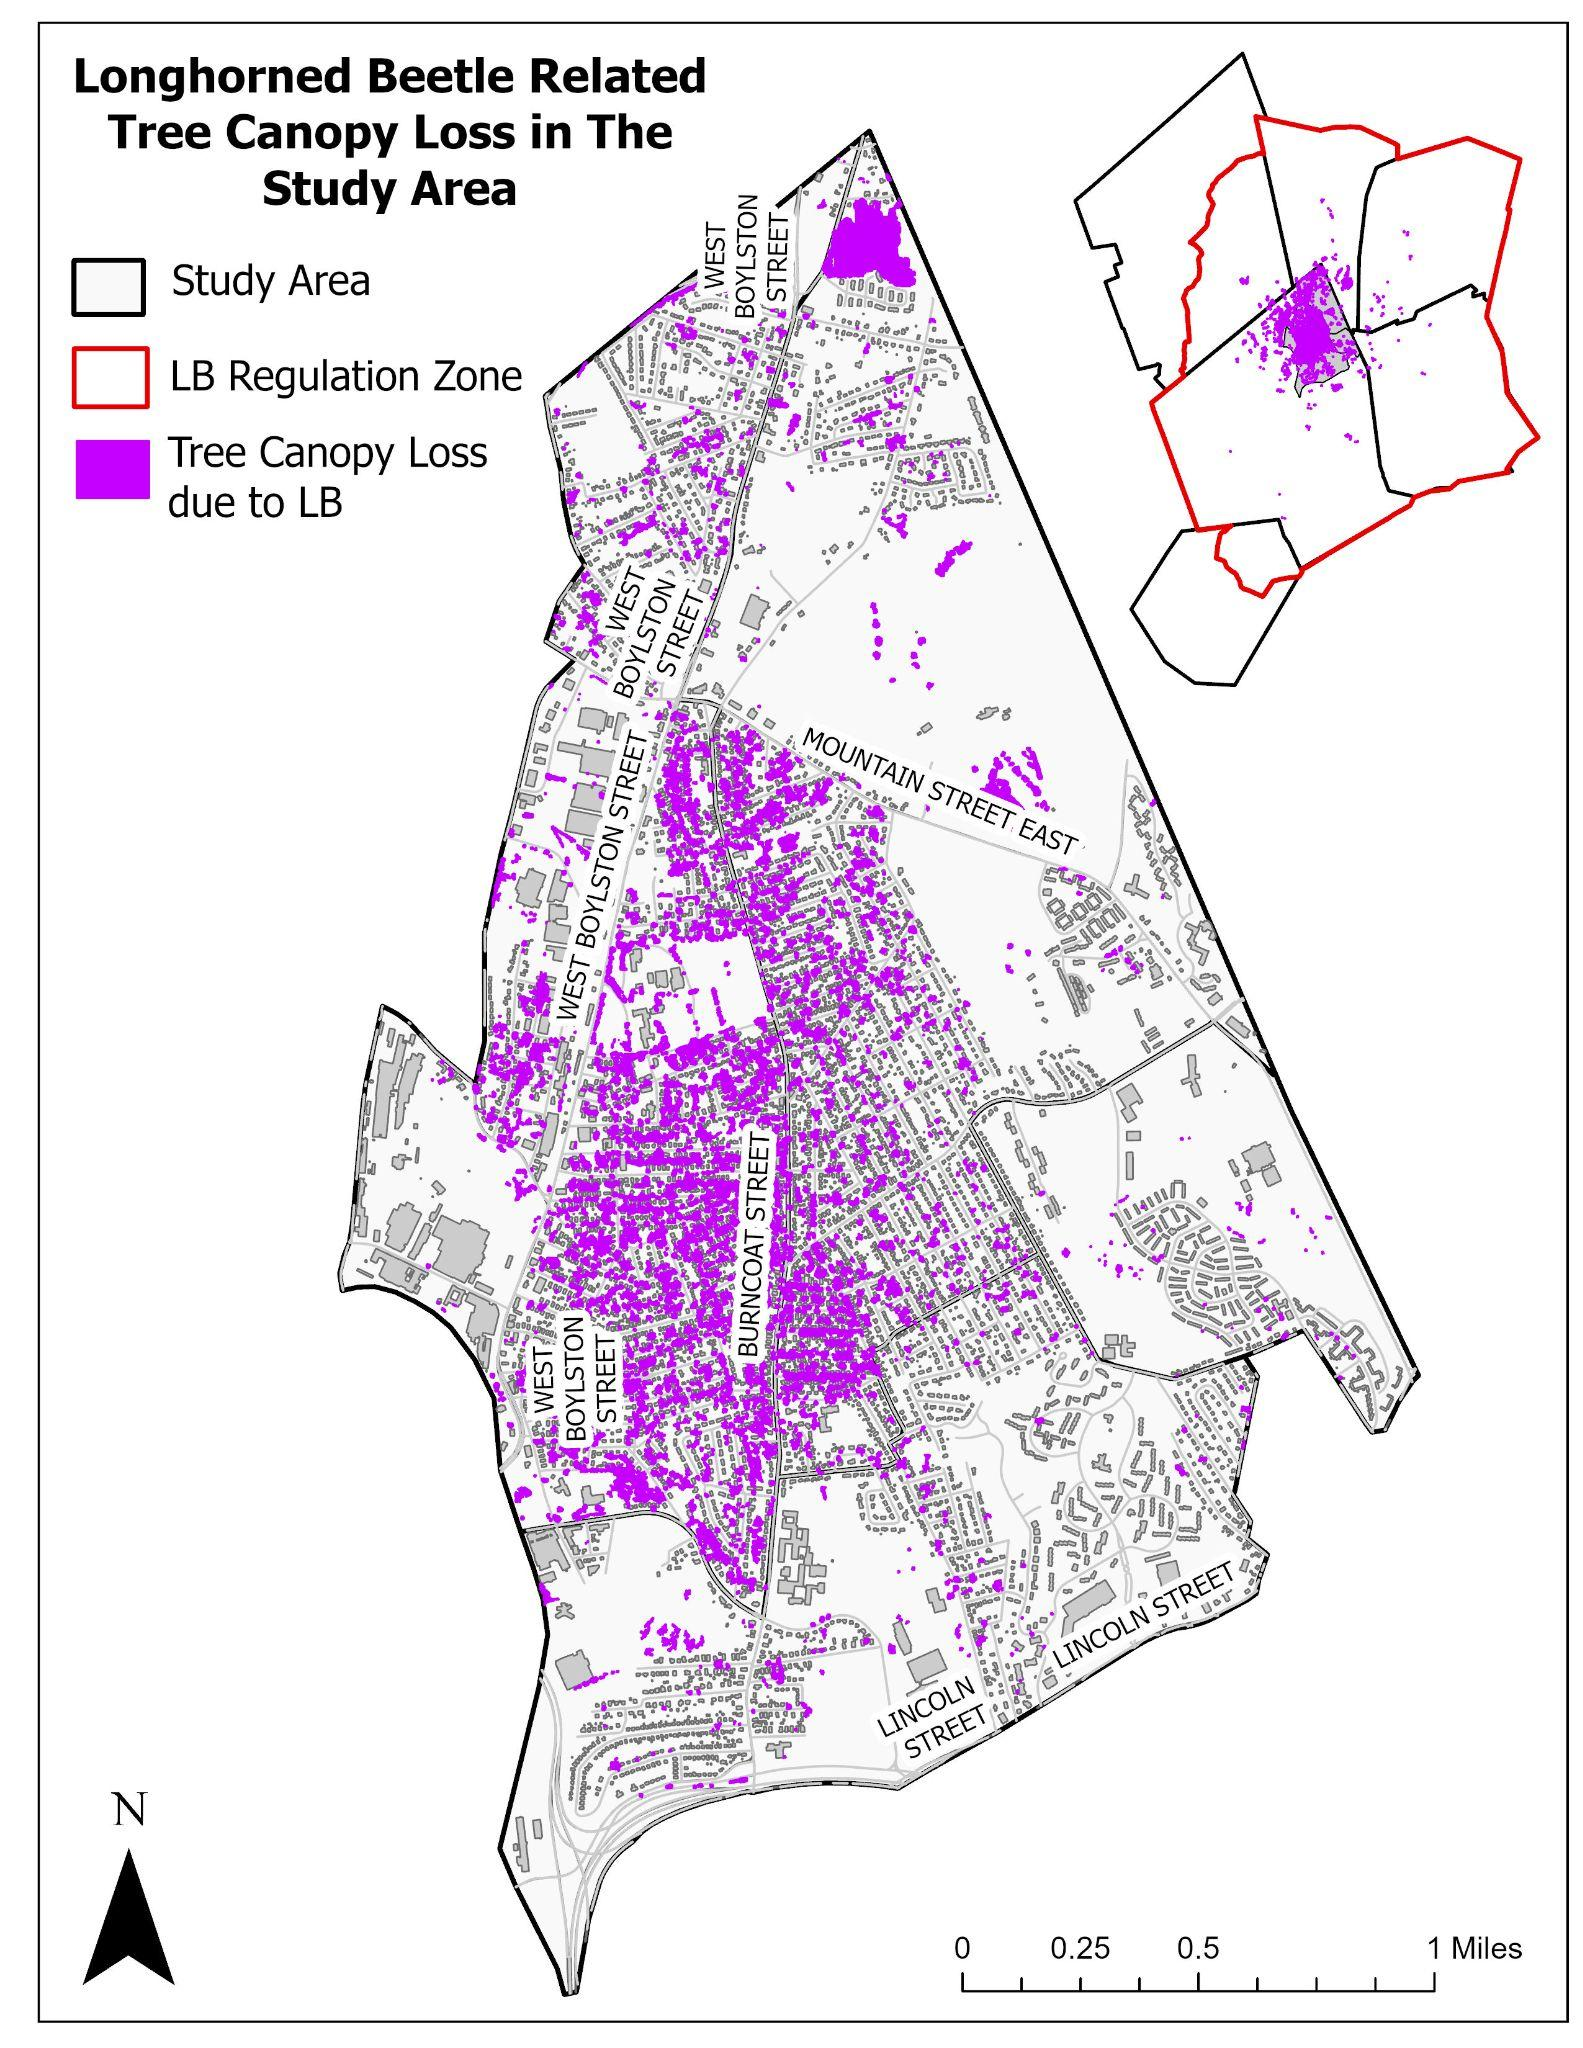 Longhorned Beetle Related
Tree Canopy Loss in The
Study Area
Study Area
LB Regulation Zone
Tree Canopy Loss
due to LB
WEST
BOYLSTON
STREET
WEST
BOYLSTON
STREET
MOUNTAIN STREET EAST
WEST BOYLSTON STREET
BURNCOAT STREET
WEST
BOYLSTON
STREET
LINCOLN STREET
LINCOLN
STREET
N
0 0.25 0.5 1 Miles